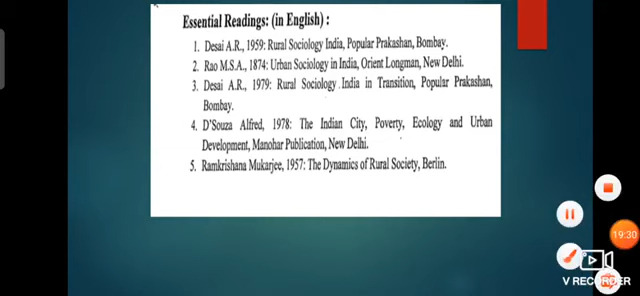 Essential Readings: (in English) :
1. Desai A.R., 1959: Rural Sociology India, Popular Prakashan, Bombay.
2. Rao M.S.A., 1874: Urban Sociology in India, Orient Longman, New Delhi.
3. Desai A.R., 1979: Rural Sociology India in Transition, Popular Prakashan,
Bombay.
4. D'Souza Alfred, 1978: The Indian City, Poverty, Ecology and Urban
Development, Manohar Publication, New Delhi.
5. Ramkrishana Mukarjee, 1957: The Dynamics of Rural Society, Berlin.
19:30
V RECORDER